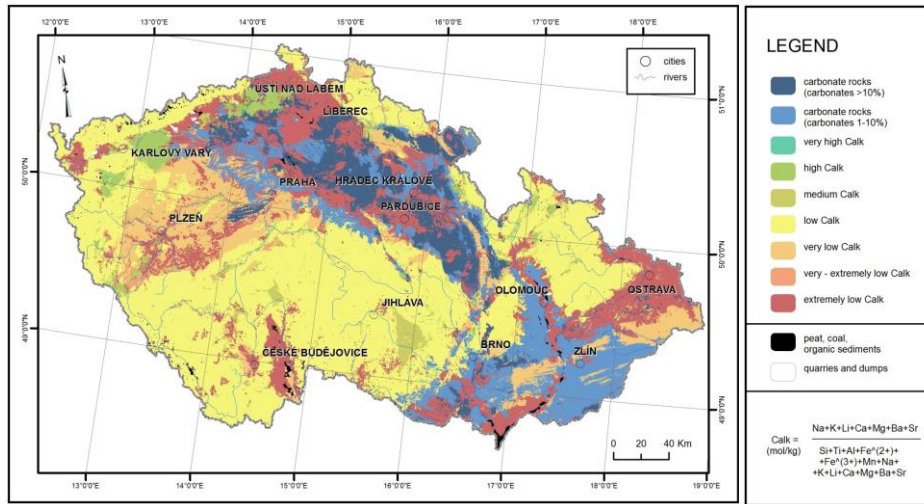 12°0'0"E 13°0'0"E 14°0'0"E 15°0'0"E 16°0'0"E 17°0'0"E 18°0'0"E
N
cities
rivers
ÚSTÍ NAD LABEM
LIBEREC
KARLOVY VARY
PRAHA
HRADEC KRÁLOVÉ
PARDUBICE
PLZEŇ
OLOMOUC
OSTRAVA
JIHLAVA
BRNO
ZLÍN
ČESKÉ BUDĚJOVICE
50°0'0"N
49°0'0"N
51°0'0"N
50°0'0"N
49°0'0"N
0 20 40 Km
13°0'0"E 14°0'0"E 15°0'0"E 16°0'0"E 17°0'0"E 18°0'0"E 19°0'0"E
LEGEND
carbonate rocks
(carbonates >10%)
carbonate rocks
(carbonates 1-10%)
very high Calk
high Calk
medium Calk
low Calk
very low Calk
very - extremely low Calk
extremely low Calk
peat, coal,
organic sediments
quarries and dumps
Na+K+Li+Ca+Mg+Ba+Sr
Calk =
(mol/kg)
Si+Ti+Al+Fe^(2+)+
+Fe^(3+)+Mn+Na+
+K+Li+Ca+Mg+Ba+Sr